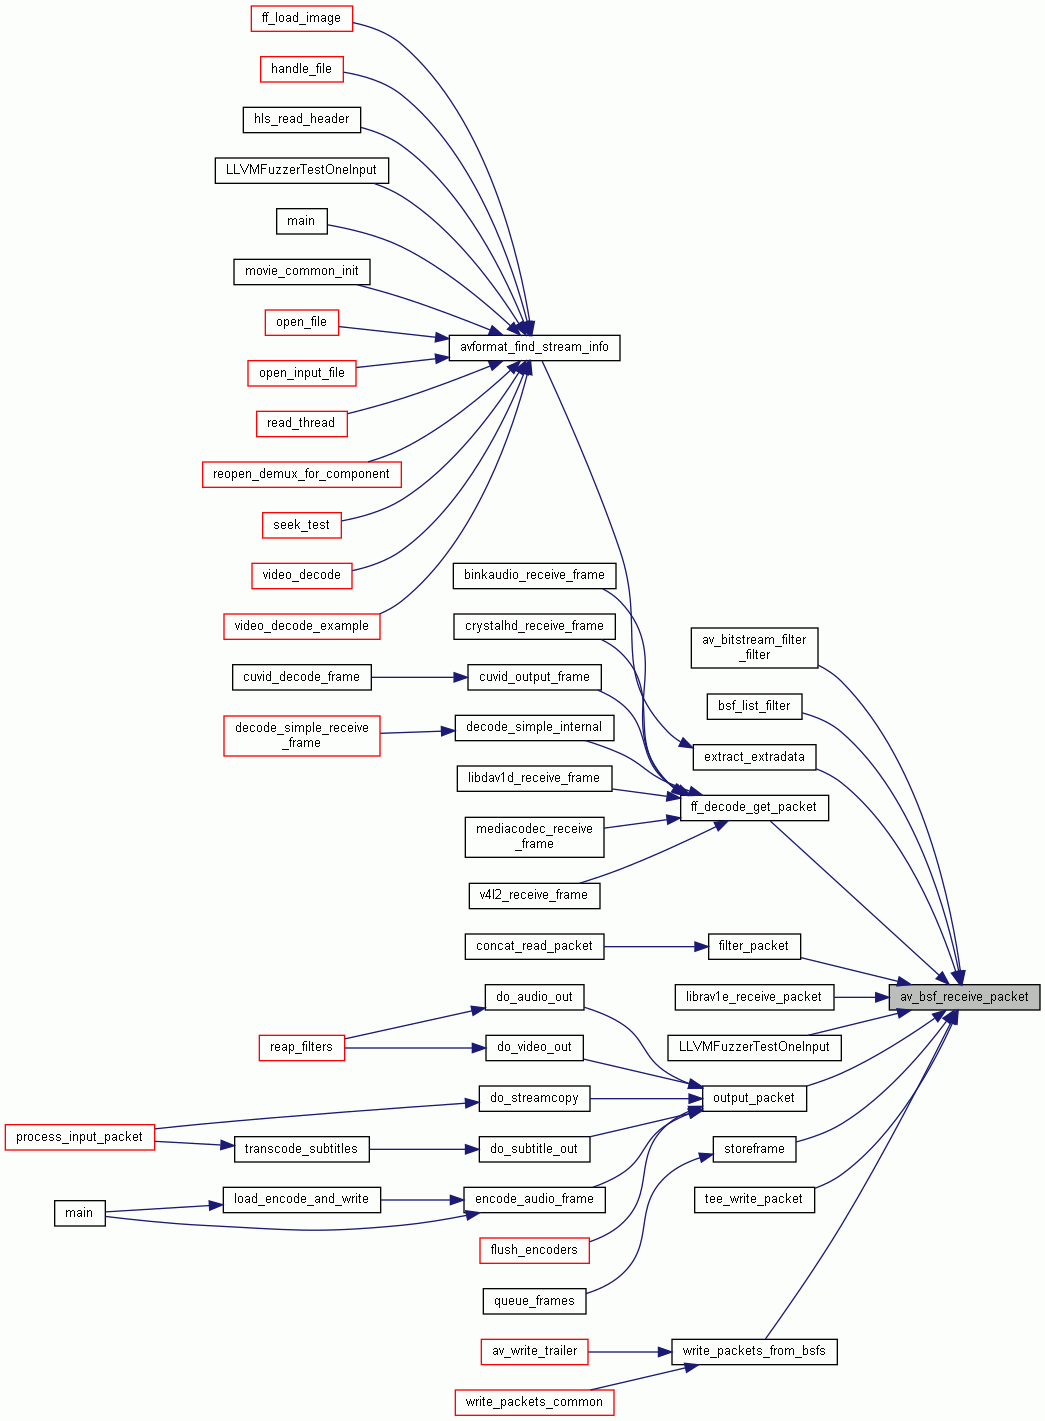 ff_load_image
handle_file
hls_read_header
LLVMFuzzerTestOneInput
main
movie_common_init
open_file
avformat_find_stream_info
open_input_file
read_thread
reopen_demux_for_component
seek_test
video_decode
binkaudio_receive_frame
video_decode_example
crystalhd_receive_frame
av_bitstream_filter
_filter
cuvid_decode_frame
cuvid_output_frame
bsf_list_filter
decode_simple_receive
_frame
decode_simple_internal
extract_extradata
libdav1d_receive_frame
ff_decode_get_packet
mediacodec_receive
_frame
v4l2_receive_frame
concat_read_packet
filter_packet
do_audio_out
librav1e_receive_packet
av_bsf_receive_packet
reap_filters
do_video_out
LLVMFuzzerTestOneInput
do_streamcopy
output_packet
process_input_packet
transcode_subtitles
do_subtitle_out
storeframe
main
load_encode_and_write
encode_audio_frame
tee_write_packet
flush_encoders
queue_frames
av_write_trailer
write_packets_from_bsfs
write_packets_common